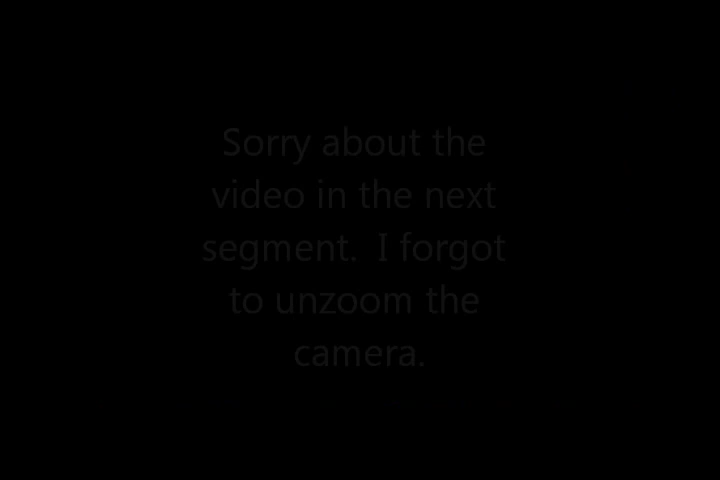 Sorry about the
video in the next
segment.  I forgot
to unzoom the
camera.